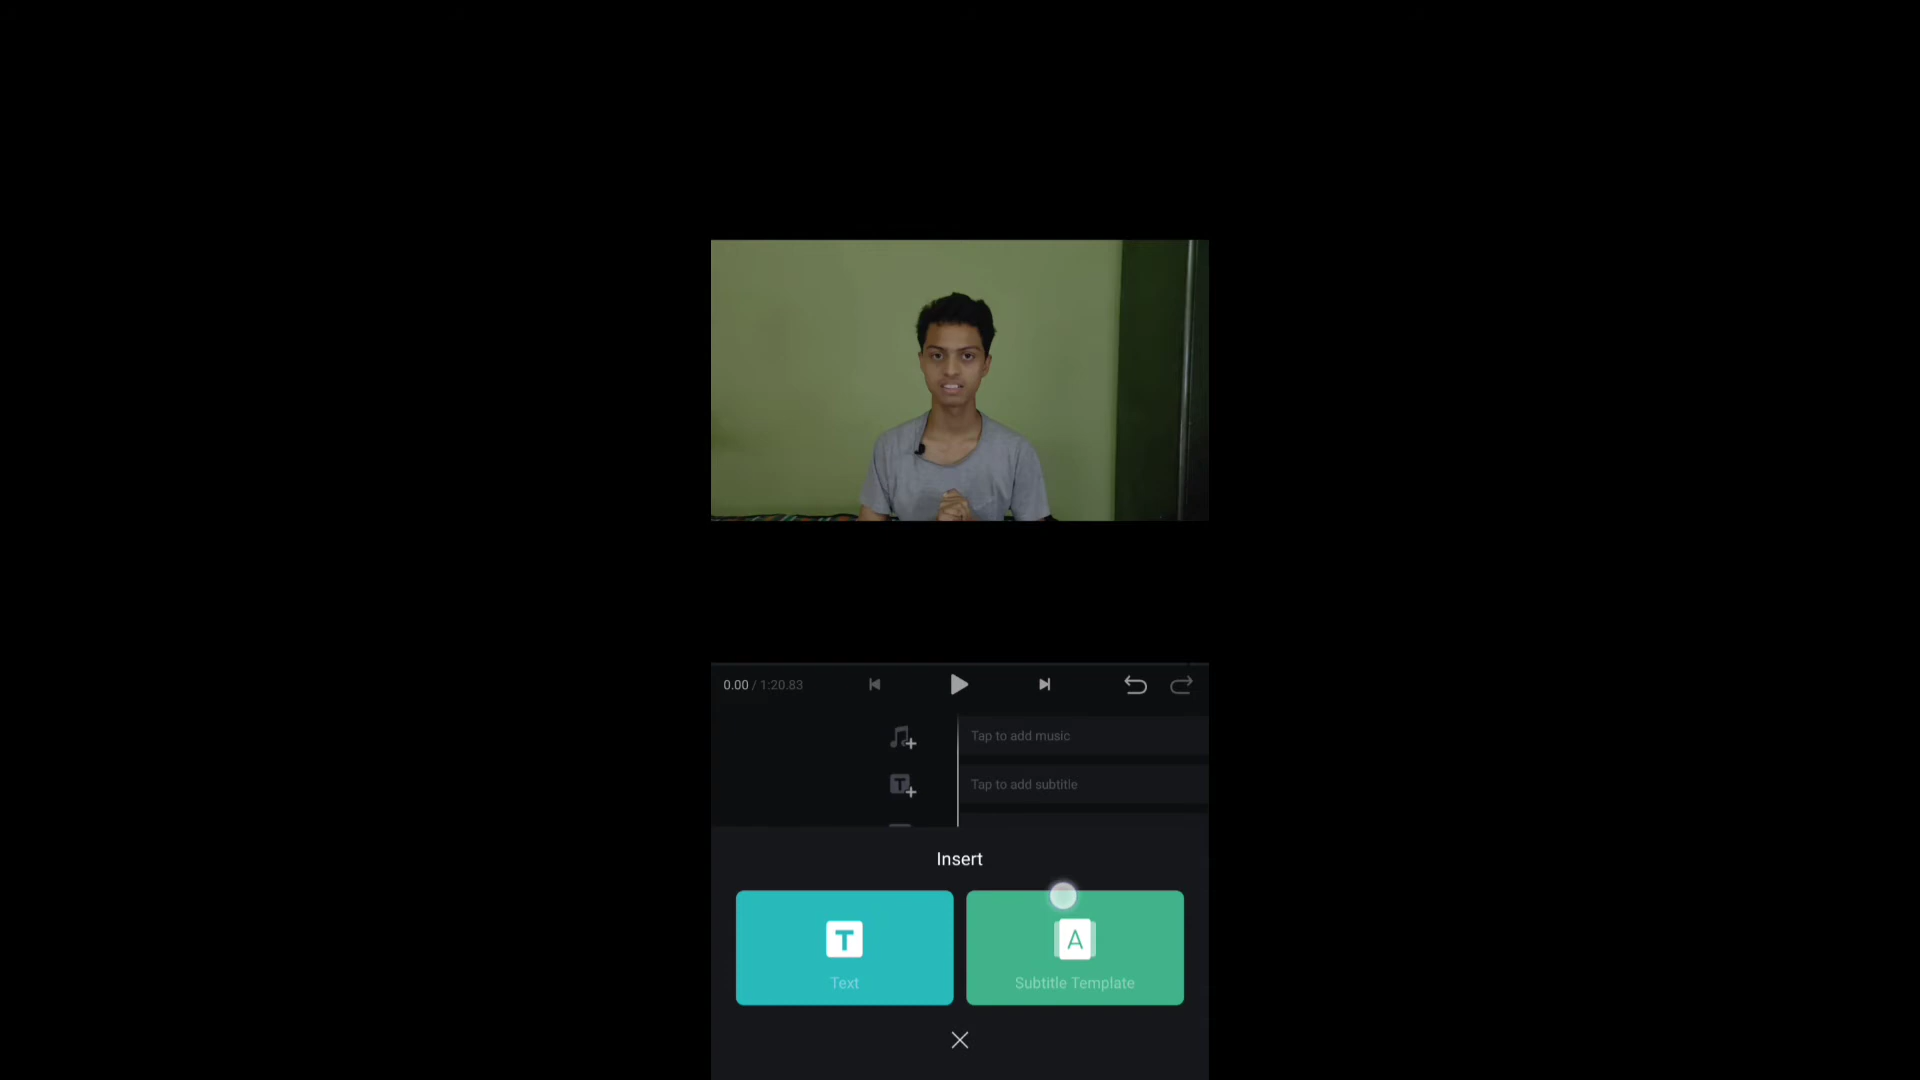 0.00 / 1:20.83
Tap to add music
T
Tap to add subtitle
Insert
T
A
Text
Subtitle Template